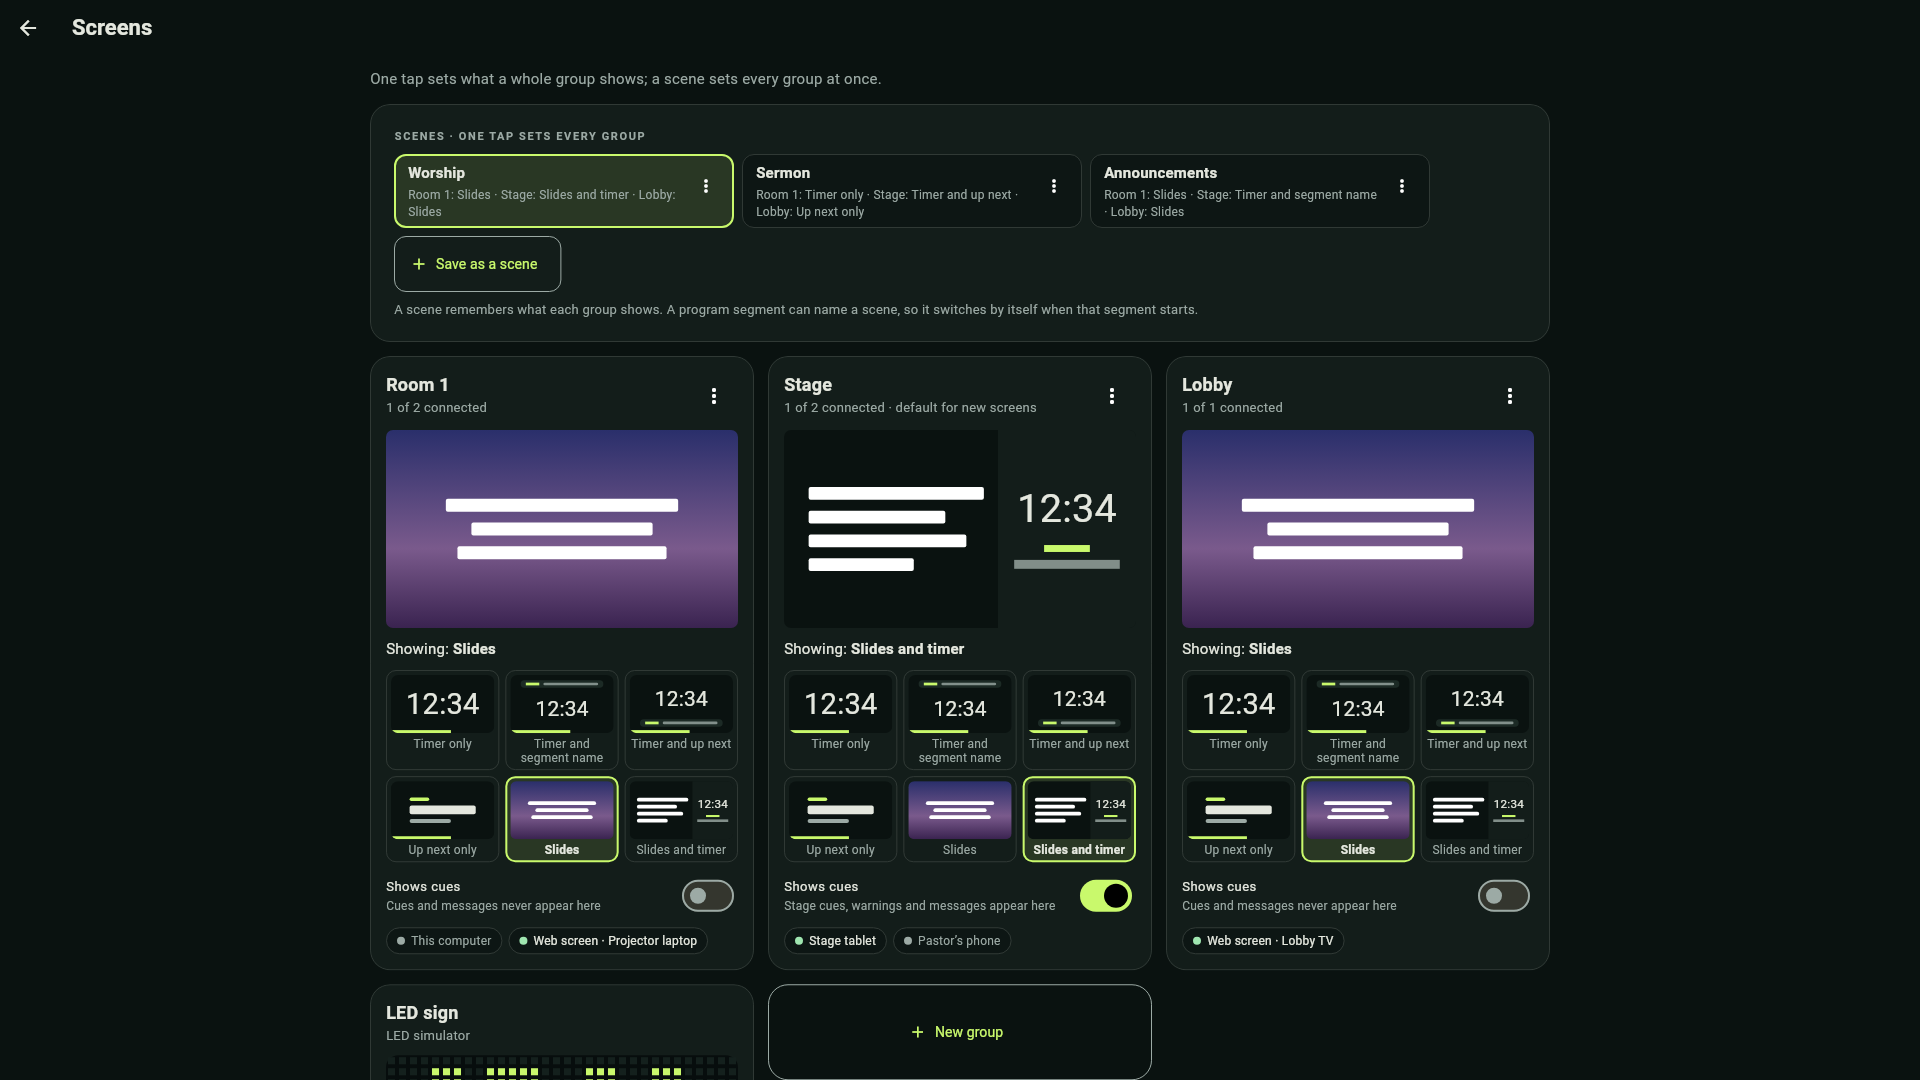 Screens
One tap sets what a whole group shows; a scene sets every group at once.
SCENES · ONE TAP SETS EVERY GROUP
Worship
Room 1: Slides · Stage: Slides and timer · Lobby:
Slides
Sermon
Room 1: Timer only · Stage: Timer and up next ·
Lobby: Up next only
Announcements
Room 1: Slides · Stage: Timer and segment name
· Lobby: Slides
Save as a scene
A scene remembers what each group shows. A program segment can name a scene, so it switches by itself when that segment starts.
Room 1
1 of 2 connected
Showing: Slides
12:34
Timer only
12:34
Timer and
segment name
12:34
Timer and up next
Up next only
Slides
12:34
Slides and timer
Shows cues
Cues and messages never appear here
This computer
Web screen · Projector laptop
Stage
1 of 2 connected · default for new screens
12:34
Showing: Slides and timer
12:34
Timer only
12:34
Timer and
segment name
12:34
Timer and up next
Up next only
Slides
12:34
Slides and timer
Shows cues
Stage cues, warnings and messages appear here
Stage tablet
Pastor's phone
Lobby
1 of 1 connected
Showing: Slides
12:34
Timer only
12:34
Timer and
segment name
12:34
Timer and up next
Up next only
Slides
12:34
Slides and timer
Shows cues
Cues and messages never appear here
Web screen · Lobby TV
LED sign
LED simulator
New group